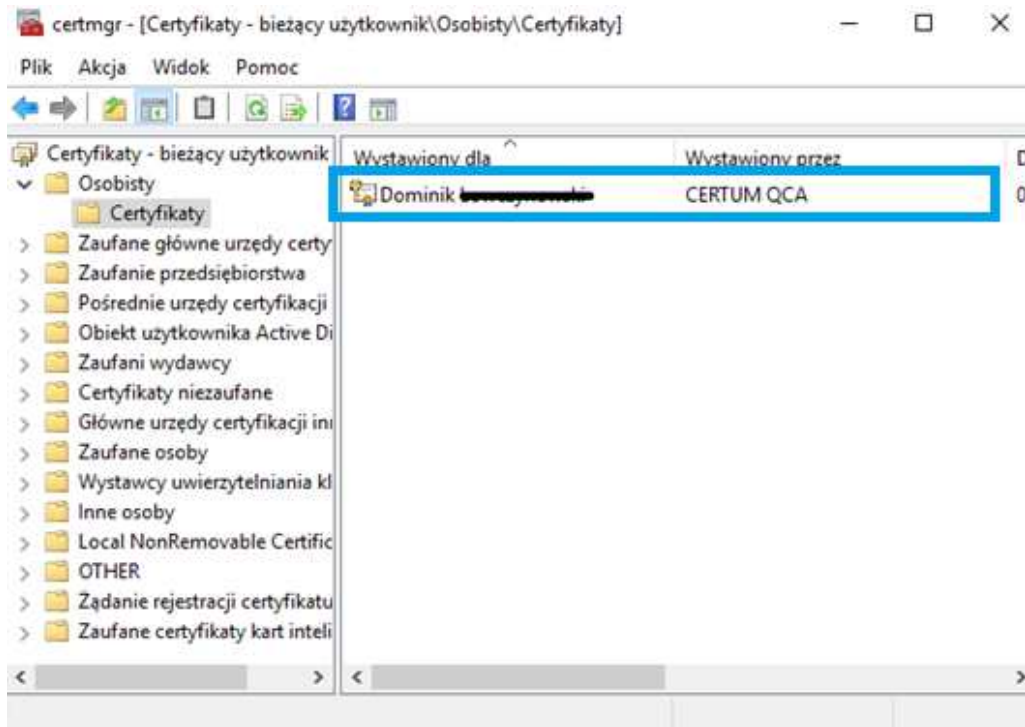 certmgr - [Certyfikaty - bieżący użytkownik\Osobisty\Certyfikaty]
Plik Akcja Widok Pomoc
Certyfikaty - bieżący użytkownik
Osobisty
Certyfikaty
Zaufane główne urzędy certy
Zaufanie przedsiębiorstwa
Pośrednie urzędy certyfikacji
Obiekt użytkownika Active Di
Zaufani wydawcy
Certyfikaty niezaufane
Główne urzędy certyfikacji inn
Zaufane osoby
Wystawcy uwierzytelniania kl
Inne osoby
Local NonRemovable Certific
OTHER
Żądanie rejestracji certyfikatu
Zaufane certyfikaty kart inteli
Wystawiony dla Wystawiony przez
Dominik CERTUM QCA